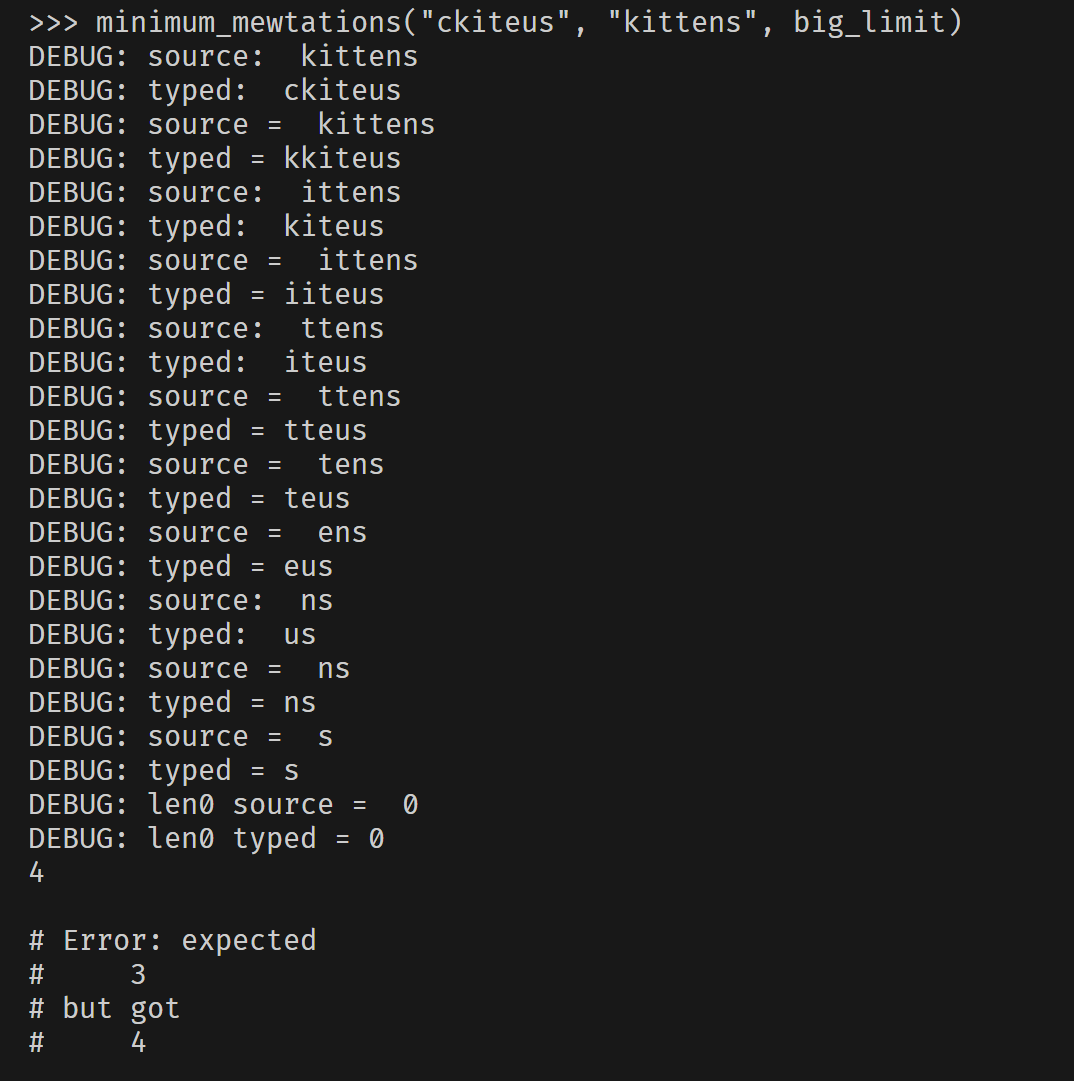 >>> minimum_mewtations("ckiteus", "kittens", big_limit)
DEBUG: source:  kittens
DEBUG: typed:  ckiteus
DEBUG: source =  kittens
DEBUG: typed = kkiteus
DEBUG: source:  ittens
DEBUG: typed:  kiteus
DEBUG: source =  ittens
DEBUG: typed = iiteus
DEBUG: source:  ttens
DEBUG: typed:  iteus
DEBUG: source =  ttens
DEBUG: typed = tteus
DEBUG: source =  tens
DEBUG: typed = teus
DEBUG: source =  ens
DEBUG: typed = eus
DEBUG: source:  ns
DEBUG: typed:  us
DEBUG: source =  ns
DEBUG: typed = ns
DEBUG: source =  s
DEBUG: typed = s
DEBUG: len0 source =  0
DEBUG: len0 typed = 0
4

# Error: expected
#     3
# but got
#     4